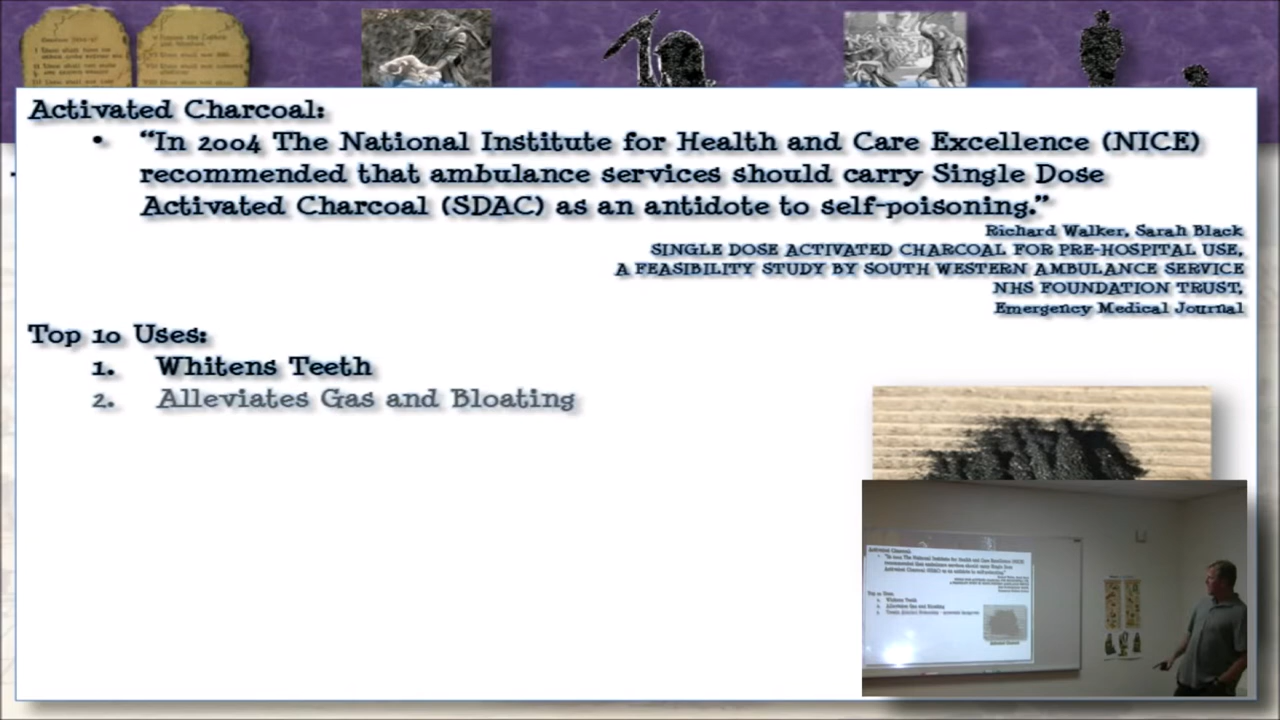 Activated Charcoal:
• “In 2004 The National Institute for Health and Care Excellence (NICE)
recommended that ambulance services should carry Single Dose
Activated Charcoal (SDAC) as an antidote to self-poisoning.”
Richard Walker, Sarah Black
SINGLE DOSE ACTIVATED CHARCOAL FOR PRE-HOSPITAL USE,
A FEASIBILITY STUDY BY SOUTH WESTERN AMBULANCE SERVICE
NHS FOUNDATION TRUST,
Emergency Medical Journal
Top 10 Uses:
1. Whitens Teeth
2. Alleviates Gas and Bloating